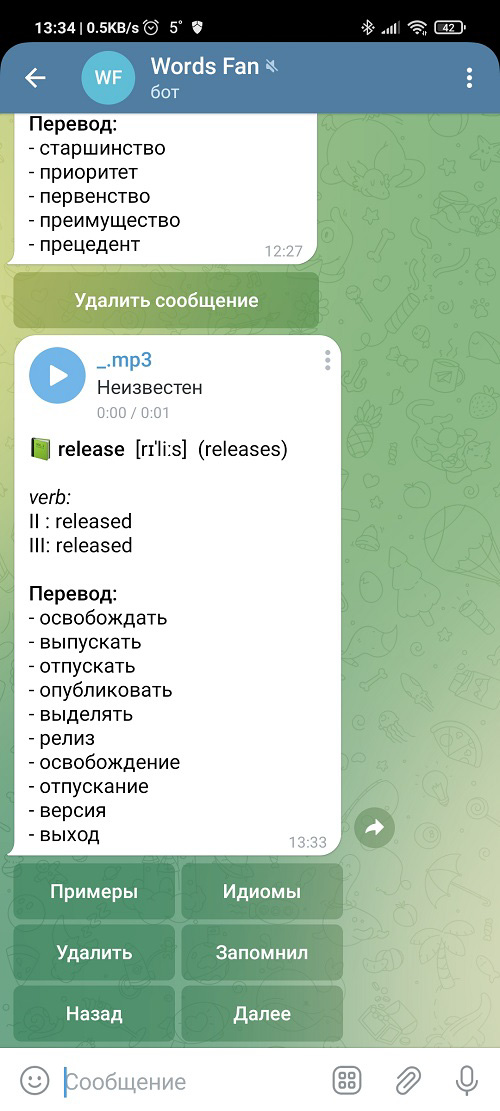 13:34 | 0.5KB/s 5°
42
WF
Words Fan
бот
Перевод:
- старшинство
- приоритет
- первенство
- преимущество
- прецедент
12:27
Удалить сообщение
_.mp3
Неизвестен
0:00 / 0:01
release [rɪ'li:s] (releases)
verb:
II : released
III: released
Перевод:
- освобождать
- выпускать
- отпускать
- опубликовать
- выделять
- релиз
- освобождение
- отпускание
- версия
- выход
13:33
Примеры Идиомы
Удалить Запомнил
Назад Далее
Сообщение